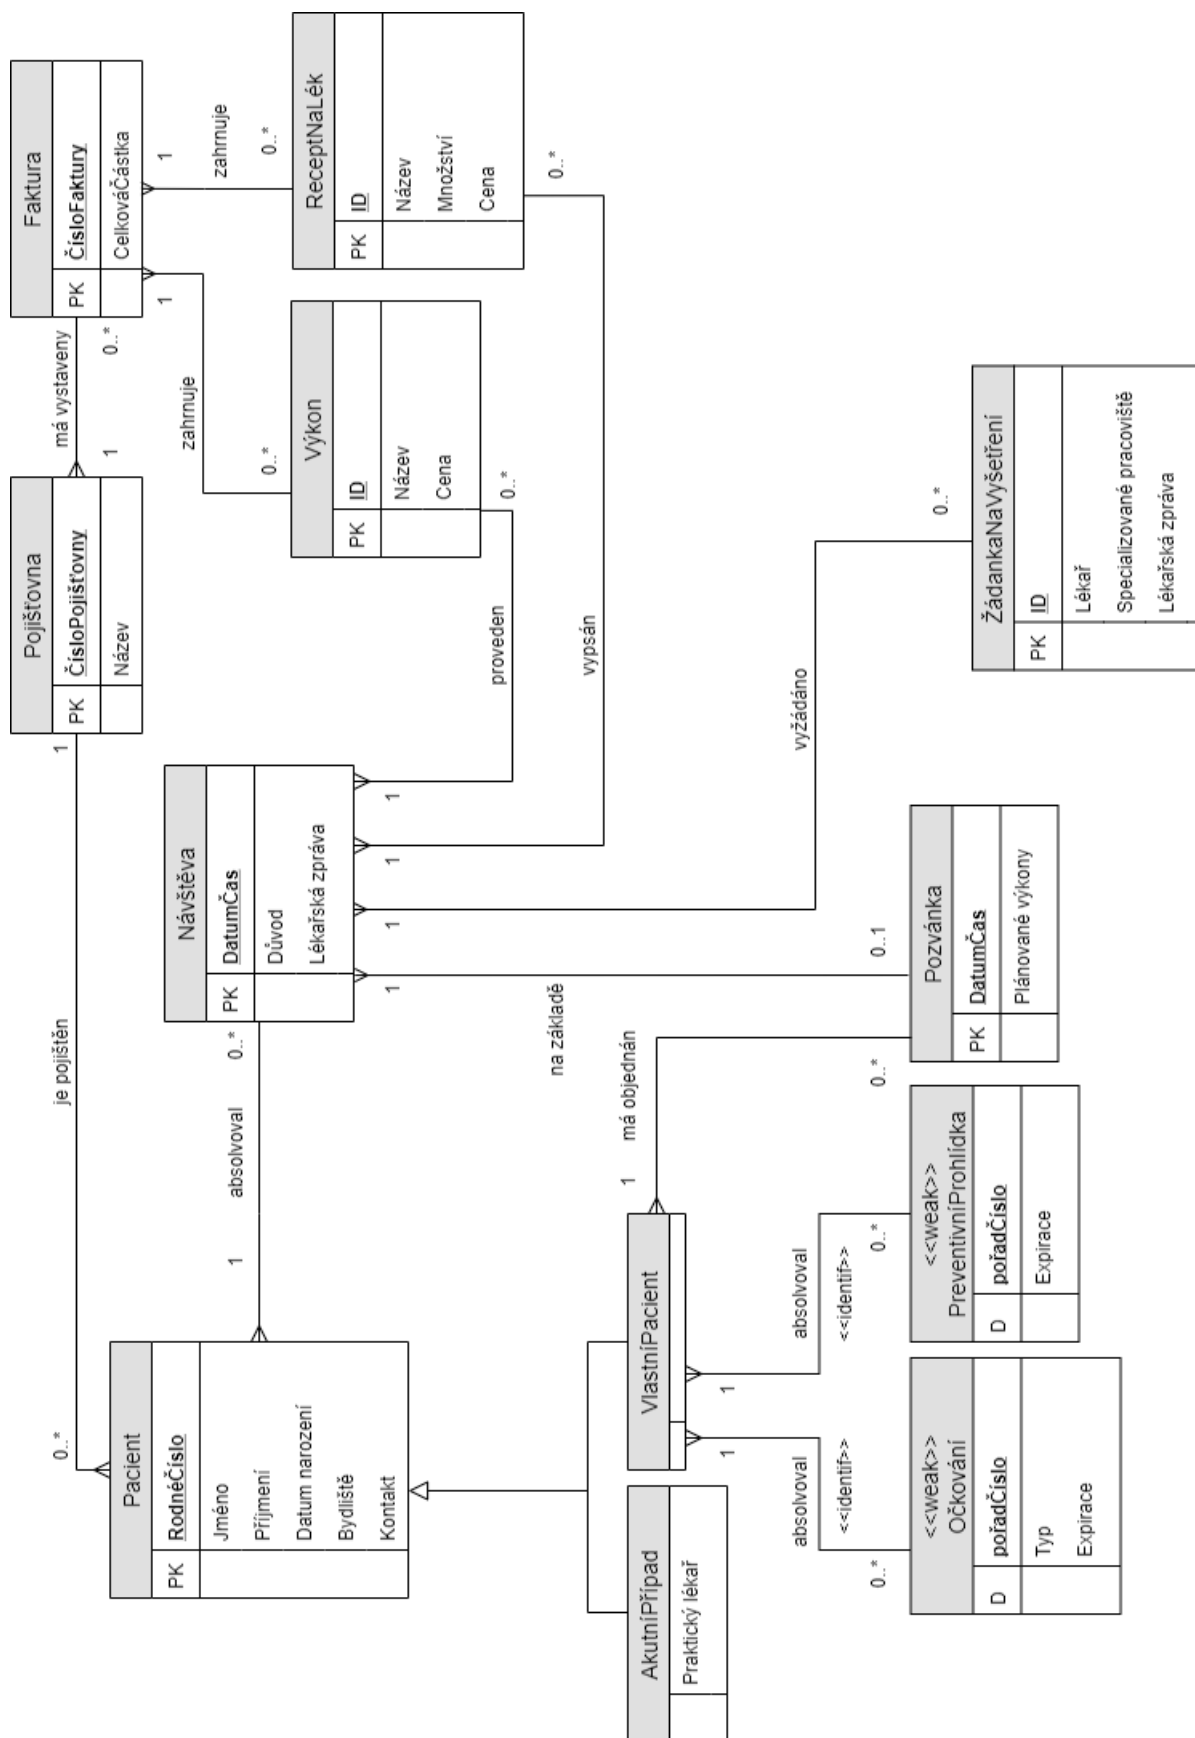 Pacient
PK RodnéČíslo
Jméno
Příjmení
Datum narození
Bydliště
Kontakt
0..*
je pojištěn
1
Pojišťovna
PK ČísloPojišťovny
Název
1
má vystaveny
0..*
Faktura
PK ČísloFaktury
CelkováČástka
1
absolvoval
0..*
Návštěva
PK DatumČas
Důvod
Lékařská zpráva
1
zahrnuje
0..*
1
zahrnuje
0..*
Výkon
PK ID
Název
Cena
0..*
ReceptNaLék
PK ID
Název
Množství
Cena
0..*
1
proveden
1
vypsán
1
vyžádáno
0..*
1
na základě
0..1
AkutníPřípad
Praktický lékař
VlastníPacient
1
má objednán
0..*
1
absolvoval
<<identif>>
0..*
1
absolvoval
<<identif>>
0..*
<<weak>>
Očkování
D pořadČíslo
Typ
Expirace
<<weak>>
PreventivníProhlídka
D pořadČíslo
Expirace
Pozvánka
PK DatumČas
Plánované výkony
ŽádankaNaVyšetření
PK ID
Lékař
Specializované pracoviště
Lékařská zpráva